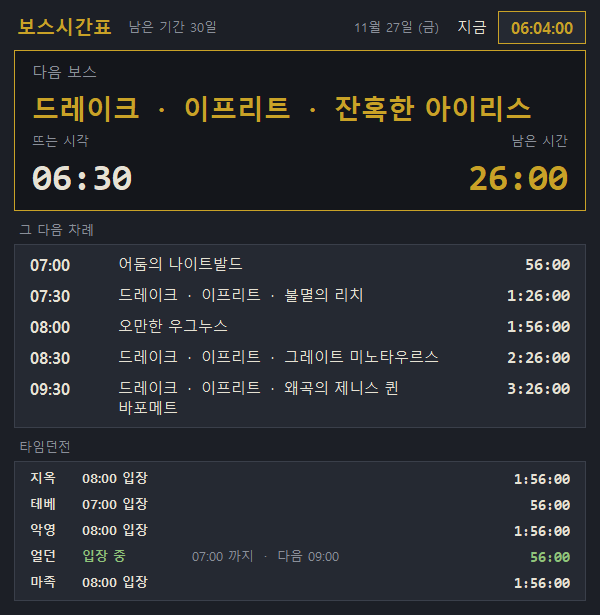 보스시간표 남은 기간 30일 11월 27일 (금) 지금 06:04:00
다음 보스
드레이크 · 이프리트 · 잔혹한 아이리스
뜨는 시각 남은 시간
06:30 26:00
그 다음 차례
07:00 어둠의 나이트발드 56:00
07:30 드레이크 · 이프리트 · 불멸의 리치 1:26:00
08:00 오만한 우그누스 1:56:00
08:30 드레이크 · 이프리트 · 그레이트 미노타우르스 2:26:00
09:30 드레이크 · 이프리트 · 왜곡의 제니스 퀸 3:26:00
바포메트
타임던전
지옥 08:00 입장 1:56:00
테베 07:00 입장 56:00
악영 08:00 입장 1:56:00
얼던 입장 중 07:00 까지 · 다음 09:00 56:00
마족 08:00 입장 1:56:00